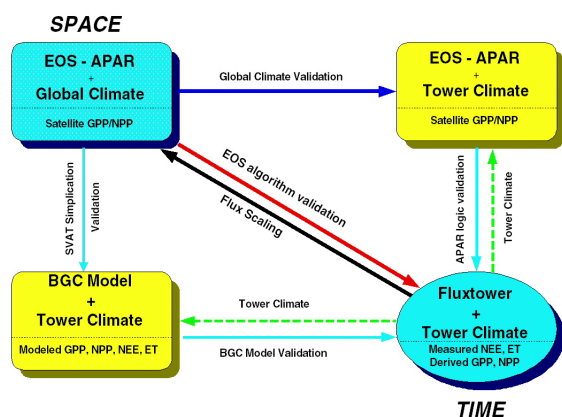 SPACE
EOS - APAR
+
Global Climate
Satellite GPP/NPP
Global Climate Validation
EOS - APAR
+
Tower Climate
Satellite GPP/NPP
SVAT Simplication
Validation
EOS algorithm validation
Flux Scaling
APAR logic validation
Tower Climate
BGC Model
+
Tower Climate
Modeled GPP, NPP, NEE, ET
Tower Climate
BGC Model Validation
Fluxtower
+
Tower Climate
Measured NEE, ET
Derived GPP, NPP
TIME